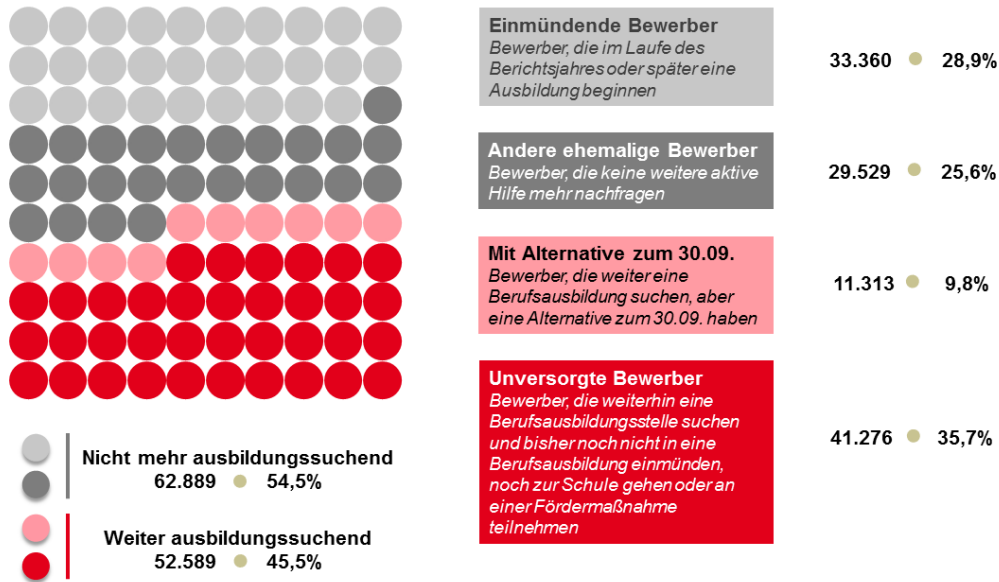 Einmündende Bewerber
Bewerber, die im Laufe des
Berichtsjahres oder später eine
Ausbildung beginnen
33.360 28,9%
Andere ehemalige Bewerber
Bewerber, die keine weitere aktive
Hilfe mehr nachfragen
29.529 25,6%
Mit Alternative zum 30.09.
Bewerber, die weiter eine
Berufsausbildung suchen, aber
eine Alternative zum 30.09. haben
11.313 9,8%
Unversorgte Bewerber
Bewerber, die weiterhin eine
Berufsausbildungsstelle suchen
und bisher noch nicht in eine
Berufsausbildung einmünden,
noch zur Schule gehen oder an
einer Fördermaßnahme
teilnehmen
41.276 35,7%
Nicht mehr ausbildungssuchend
62.889 54,5%
Weiter ausbildungssuchend
52.589 45,5%